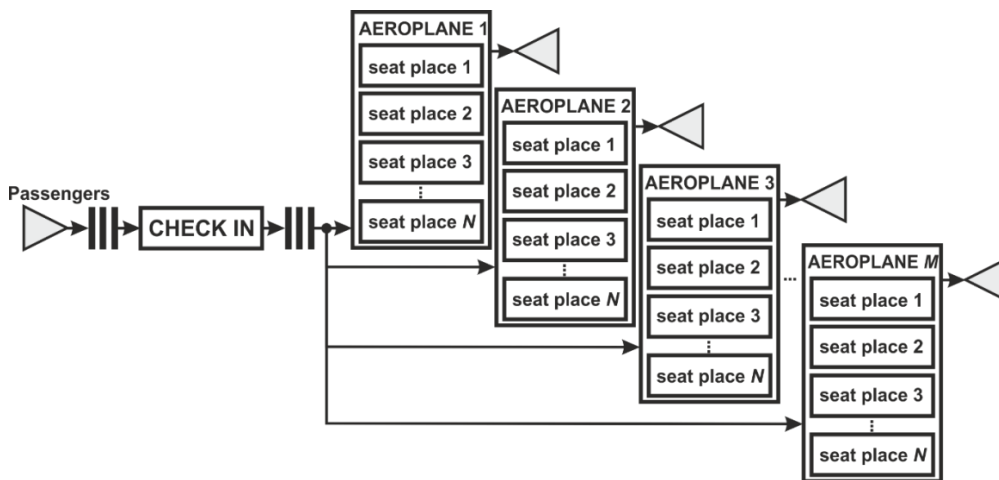 Passengers
CHECK IN
AEROPLANE 1
seat place 1
seat place 2
seat place 3
seat place N
AEROPLANE 2
seat place 1
seat place 2
seat place 3
seat place N
AEROPLANE 3
seat place 1
seat place 2
seat place 3
seat place N
...
AEROPLANE M
seat place 1
seat place 2
seat place 3
seat place N